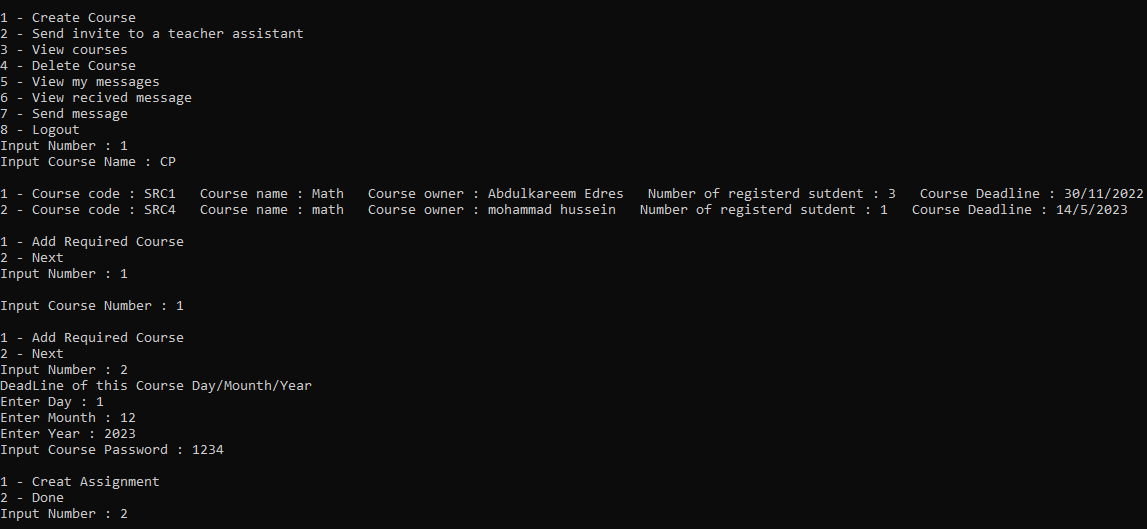 1 - Create Course
2 - Send invite to a teacher assistant
3 - View courses
4 - Delete Course
5 - View my messages
6 - View recived message
7 - Send message
8 - Logout
Input Number : 1
Input Course Name : CP
1 - Course code : SRC1   Course name : Math   Course owner : Abdulkareem Edres   Number of registerd sutdent : 3   Course Deadline : 30/11/2022
2 - Course code : SRC4   Course name : math   Course owner : mohammad hussein   Number of registerd sutdent : 1   Course Deadline : 14/5/2023
1 - Add Required Course
2 - Next
Input Number : 1
Input Course Number : 1
1 - Add Required Course
2 - Next
Input Number : 2
DeadLine of this Course Day/Mounth/Year
Enter Day : 1
Enter Mounth : 12
Enter Year : 2023
Input Course Password : 1234
1 - Creat Assignment
2 - Done
Input Number : 2